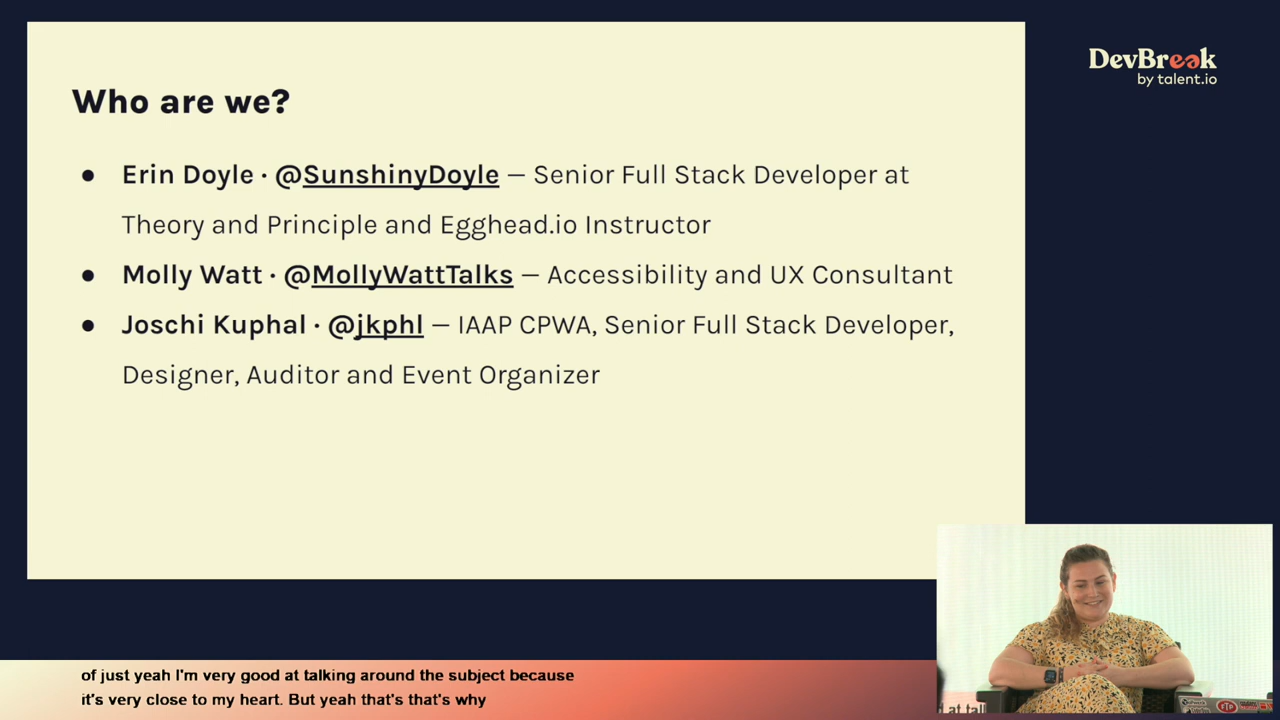 Who are we?
DevBreak
by talent.io
● Erin Doyle · @SunshinyDoyle — Senior Full Stack Developer at
Theory and Principle and Egghead.io Instructor
● Molly Watt · @MollyWattTalks — Accessibility and UX Consultant
● Joschi Kuphal · @jkphl — IAAP CPWA, Senior Full Stack Developer,
Designer, Auditor and Event Organizer
of just yeah I'm very good at talking around the subject because
it's very close to my heart. But yeah that's that's why
at tal
FTP